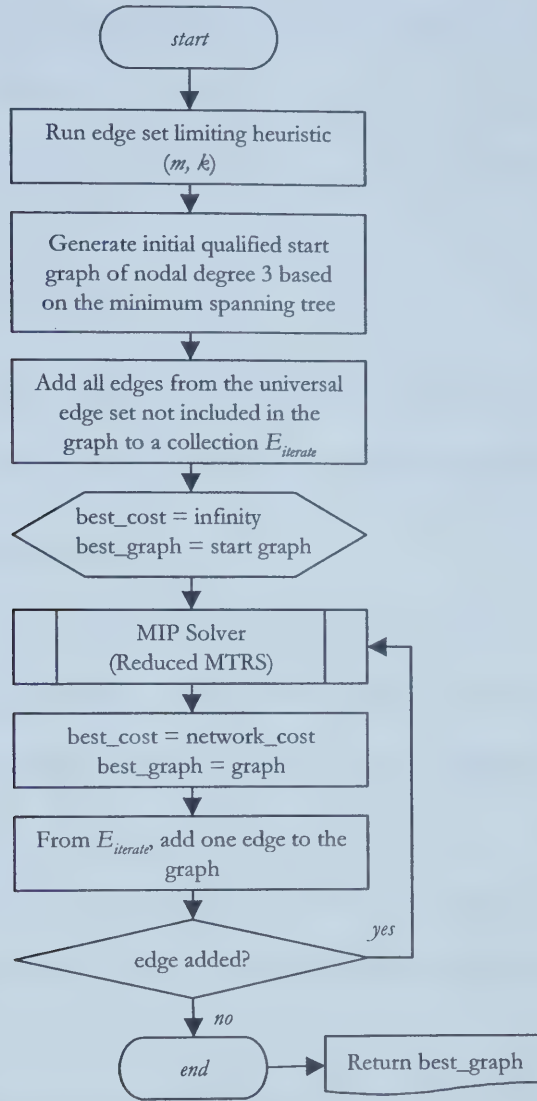 start
Run edge set limiting heuristic
(m, k)
Generate initial qualified start
graph of nodal degree 3 based
on the minimum spanning tree
Add all edges from the universal
edge set not included in the
graph to a collection E_iterate
best_cost = infinity
best_graph = start graph
MIP Solver
(Reduced MTRS)
best_cost = network_cost
best_graph = graph
From E_iterate, add one edge to the
graph
edge added?
yes
no
end
Return best_graph